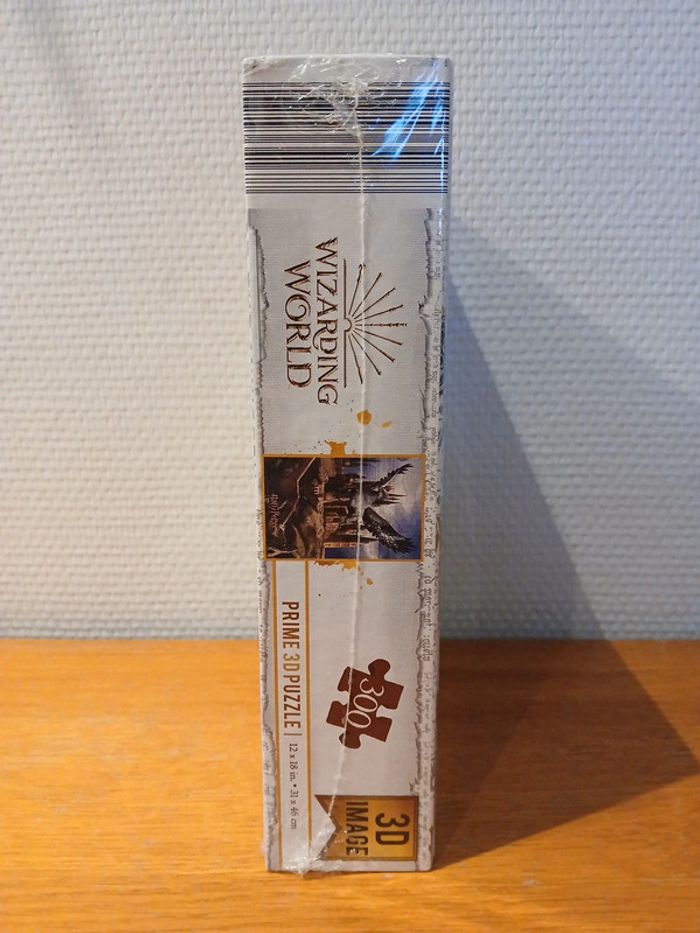 WIZARDING
WORLD
PRIME 3D PUZZLE | 12 x 18 in. • 31 x 46 cm
300
3D
IMAGE